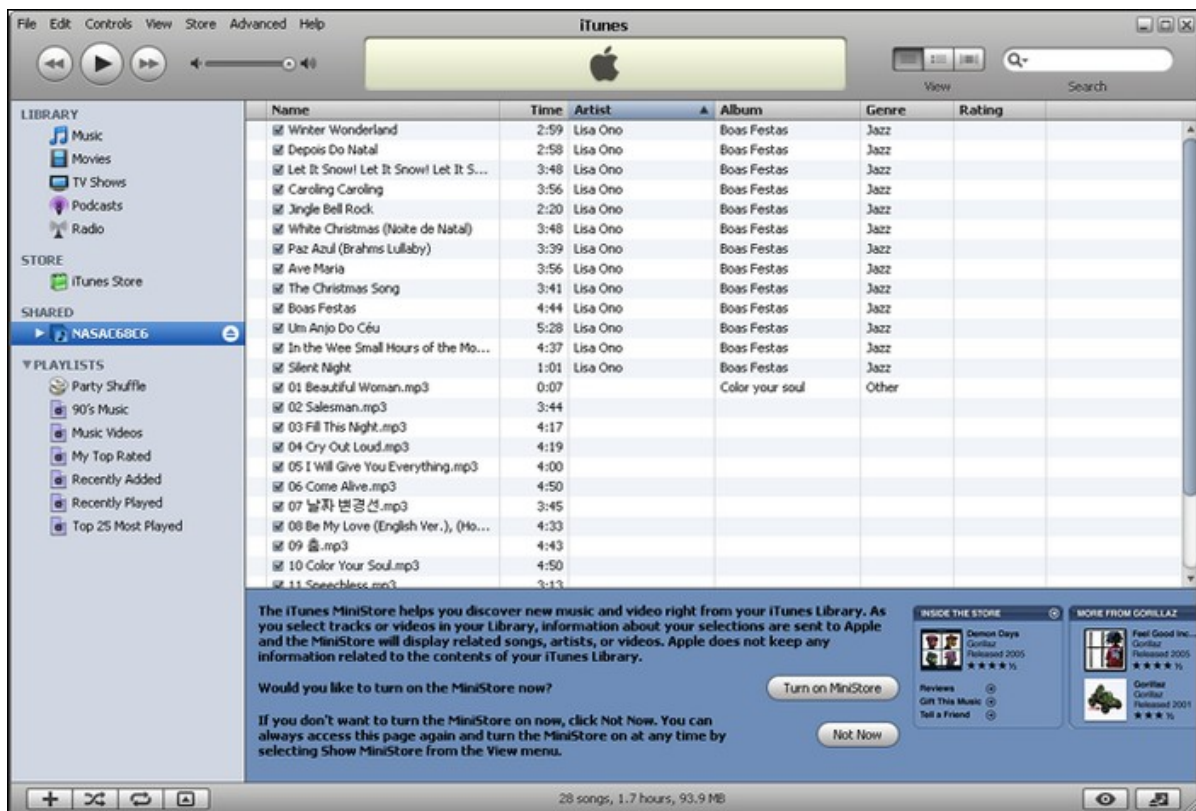 File Edit Controls View Store Advanced Help
iTunes
View
Search
LIBRARY
Music
Movies
TV Shows
Podcasts
Radio
STORE
iTunes Store
SHARED
NASAC68C6
PLAYLISTS
Party Shuffle
90's Music
Music Videos
My Top Rated
Recently Added
Recently Played
Top 25 Most Played
Name Time Artist Album Genre Rating
Winter Wonderland 2:59 Lisa Ono Boas Festas Jazz
Depois Do Natal 2:58 Lisa Ono Boas Festas Jazz
Let It Snow! Let It Snow! Let It S... 3:48 Lisa Ono Boas Festas Jazz
Caroling Caroling 3:56 Lisa Ono Boas Festas Jazz
Jingle Bell Rock 2:20 Lisa Ono Boas Festas Jazz
White Christmas (Noite de Natal) 3:48 Lisa Ono Boas Festas Jazz
Paz Azul (Brahms Lullaby) 3:39 Lisa Ono Boas Festas Jazz
Ave Maria 3:56 Lisa Ono Boas Festas Jazz
The Christmas Song 3:41 Lisa Ono Boas Festas Jazz
Boas Festas 4:44 Lisa Ono Boas Festas Jazz
Um Anjo Do Céu 5:28 Lisa Ono Boas Festas Jazz
In the Wee Small Hours of the Mo... 4:37 Lisa Ono Boas Festas Jazz
Silent Night 1:01 Lisa Ono Boas Festas Jazz
01 Beautiful Woman.mp3 0:07 Color your soul Other
02 Salesman.mp3 3:44
03 Fill This Night.mp3 4:17
04 Cry Out Loud.mp3 4:19
05 I Will Give You Everything.mp3 4:00
06 Come Alive.mp3 4:50
07 날자 변경선.mp3 3:45
08 Be My Love (English Ver.), (Ho... 4:33
09 춤.mp3 4:43
10 Color Your Soul.mp3 4:50
11 Speechless.mp3 3:13
The iTunes MiniStore helps you discover new music and video right from your iTunes Library. As
you select tracks or videos in your Library, information about your selections are sent to Apple
and the MiniStore will display related songs, artists, or videos. Apple does not keep any
information related to the contents of your iTunes Library.
Would you like to turn on the MiniStore now?
Turn on MiniStore
If you don't want to turn the MiniStore on now, click Not Now. You can
always access this page again and turn the MiniStore on at any time by
selecting Show MiniStore from the View menu.
Not Now
INSIDE THE STORE
Demon Days
Gorillaz
Released 2005
Reviews
Gift This Music
Tell a Friend
MORE FROM GORILLAZ
Feel Good Inc...
Gorillaz
Released 2005
Gorillaz
Gorillaz
Released 2001
28 songs, 1.7 hours, 93.9 MB